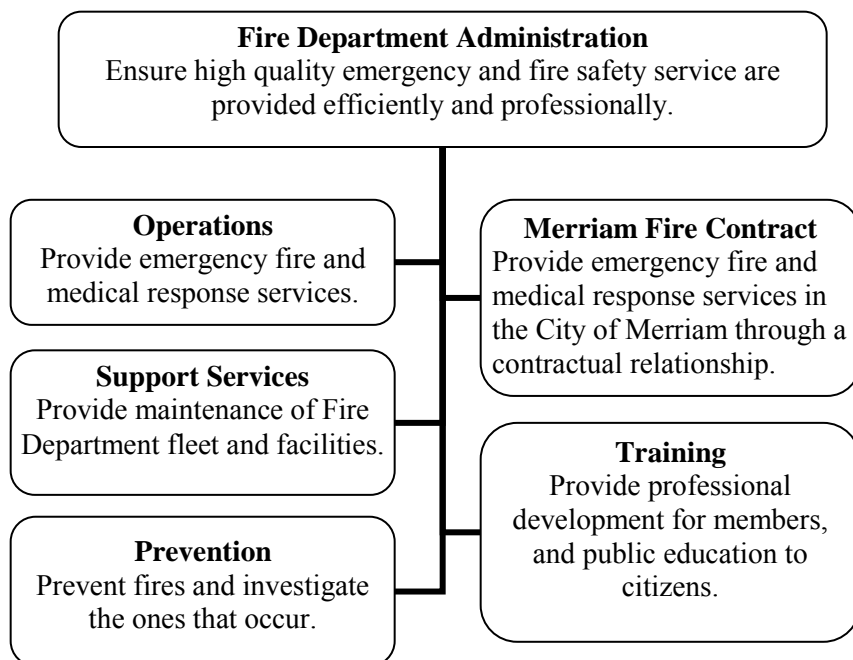 Fire Department Administration
Ensure high quality emergency and fire safety service are
provided efficiently and professionally.
Operations
Provide emergency fire and
medical response services.
Merriam Fire Contract
Provide emergency fire and
medical response services in
the City of Merriam through a
contractual relationship.
Support Services
Provide maintenance of Fire
Department fleet and facilities.
Training
Provide professional
development for members,
and public education to
citizens.
Prevention
Prevent fires and investigate
the ones that occur.